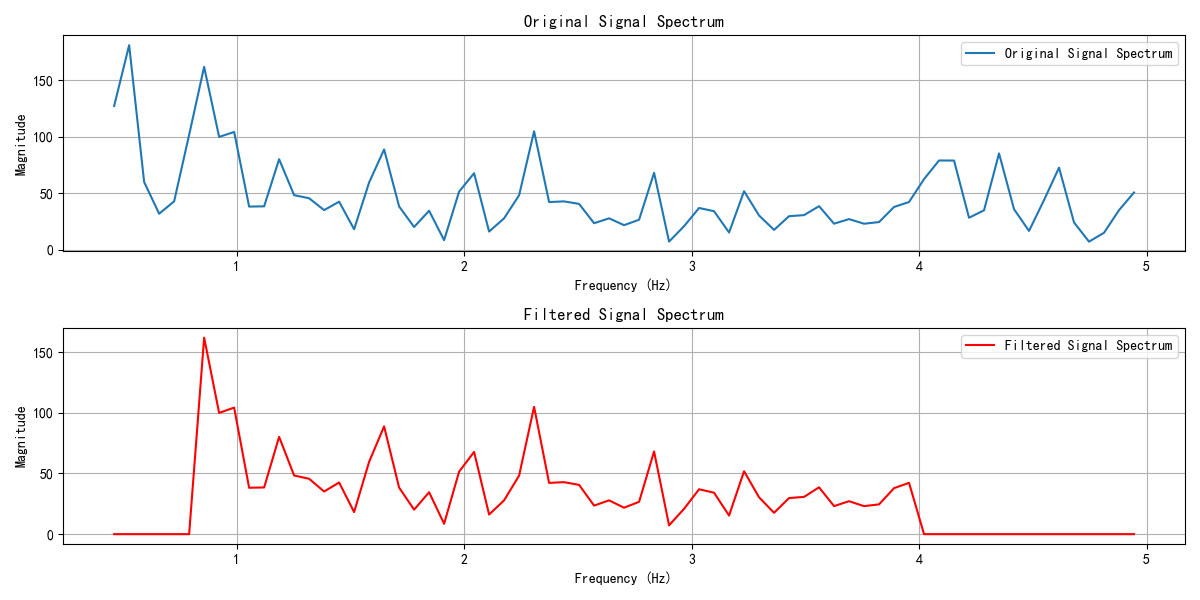 Original Signal Spectrum
Original Signal Spectrum
Magnitude
150
100
50
0
1 2 3 4 5
Frequency (Hz)
Filtered Signal Spectrum
Filtered Signal Spectrum
Magnitude
150
100
50
0
1 2 3 4 5
Frequency (Hz)